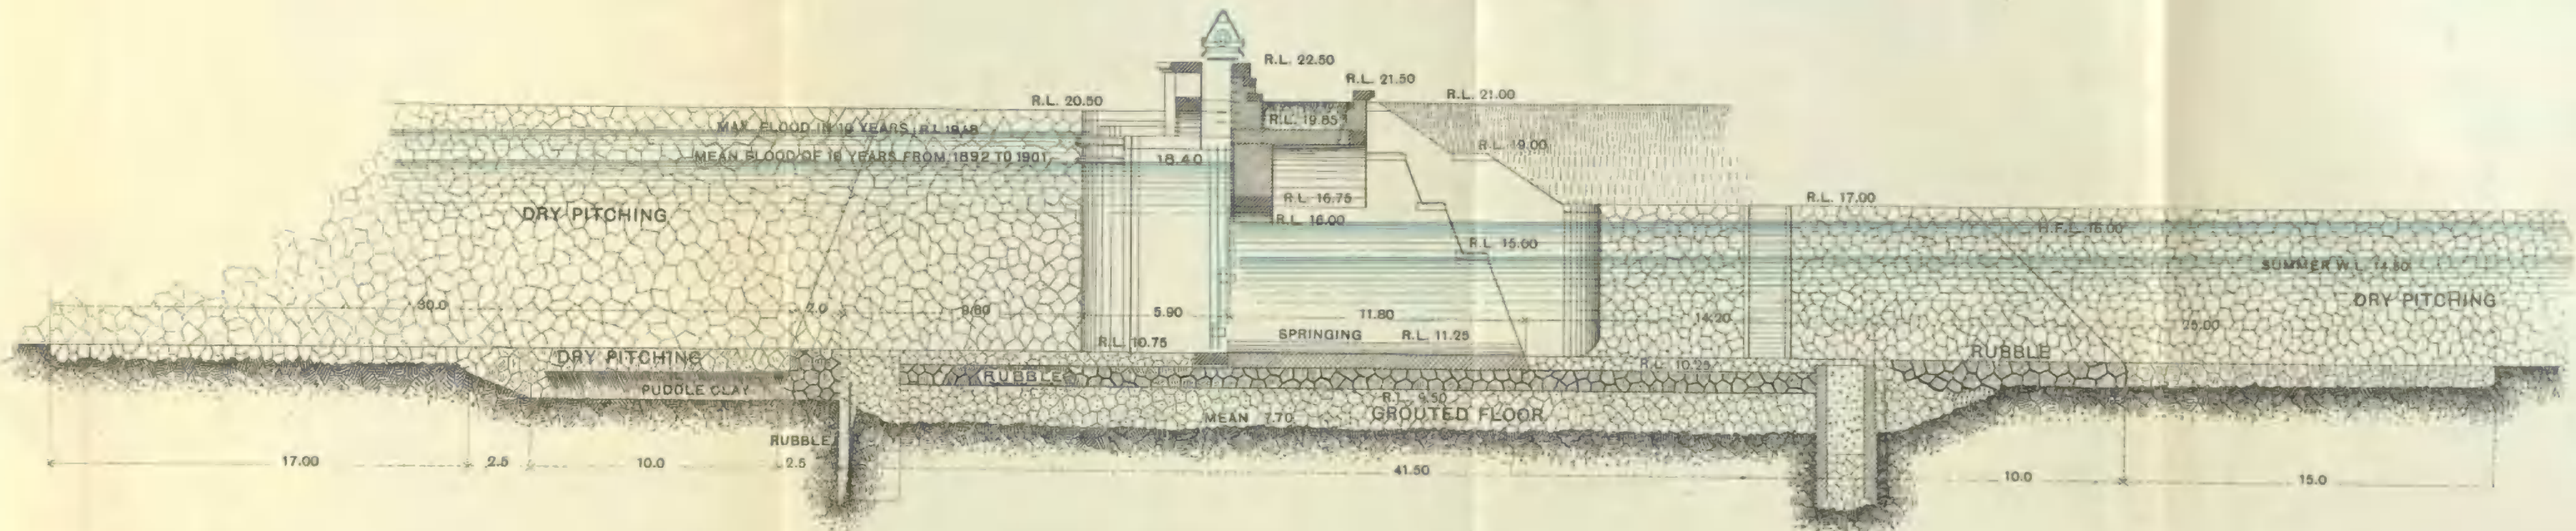 R.L. 22.50
R.L. 21.50
R.L. 20.50
R.L. 21.00
R.L. 19.85
MAX. FLOOD IN 10 YEARS R.L. 19.48
MEAN FLOOD OF 10 YEARS FROM 1892 TO 1901
18.40
R.L. 19.00
R.L. 16.75
R.L. 17.00
DRY PITCHING
R.L. 16.00
H.F.L. 16.00
R.L. 15.00
SUMMER W.L. 14.50
DRY PITCHING
30.0
2.0
5.90
11.80
14.20
25.00
SPRINGING R.L. 11.25
R.L. 10.75
DRY PITCHING
RUBBLE
R.L. 10.25
RUBBLE
PUDDLE CLAY
R.L. 9.50
MEAN 7.70
GROUTED FLOOR
RUBBLE
17.00
2.5
10.0
2.5
41.50
10.0
15.0